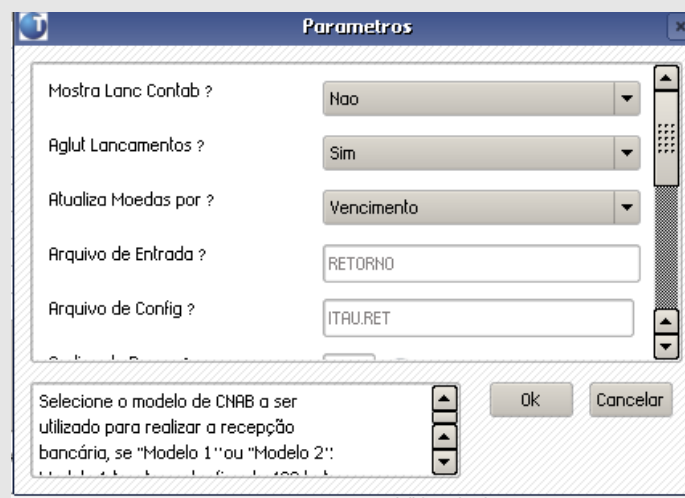 Parametros
Mostra Lanc Contab ?
Nao
Aglut Lancamentos ?
Sim
Atualiza Moedas por ?
Vencimento
Arquivo de Entrada ?
RETORNO
Arquivo de Config ?
ITAU.RET
Selecione o modelo de CNAB a ser
utilizado para realizar a recepção
bancária, se "Modelo 1" ou "Modelo 2":
Ok
Cancelar